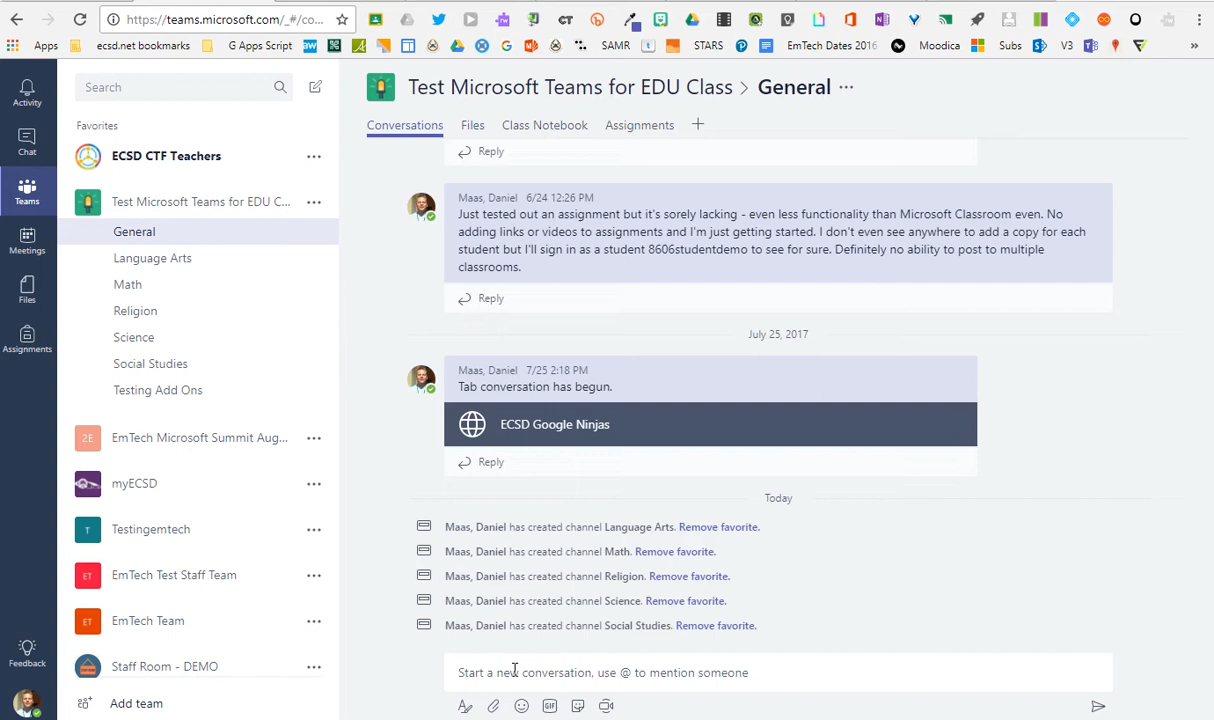 https://teams.microsoft.com/_#/co...
Apps
ecsd.net bookmarks
G Apps Script
SAMR
STARS
EmTech Dates 2016
Moodica
Subs
V3
Activity
Chat
Teams
Meetings
Files
Assignments
Feedback
Search
Favorites
ECSD CTF Teachers
Test Microsoft Teams for EDU C...
General
Language Arts
Math
Religion
Science
Social Studies
Testing Add Ons
2E
EmTech Microsoft Summit Aug...
myECSD
T
Testingemtech
ET
EmTech Test Staff Team
ET
EmTech Team
Staff Room - DEMO
Add team
Test Microsoft Teams for EDU Class > General ...
Conversations
Files
Class Notebook
Assignments
Reply
Maas, Daniel 6/24 12:26 PM
Just tested out an assignment but it's sorely lacking - even less functionality than Microsoft Classroom even. No
adding links or videos to assignments and I'm just getting started. I don't even see anywhere to add a copy for each
student but I'll sign in as a student 8606studentdemo to see for sure. Definitely no ability to post to multiple
classrooms.
Reply
July 25, 2017
Maas, Daniel 7/25 2:18 PM
Tab conversation has begun.
ECSD Google Ninjas
Reply
Today
Maas, Daniel has created channel Language Arts. Remove favorite.
Maas, Daniel has created channel Math. Remove favorite.
Maas, Daniel has created channel Religion. Remove favorite.
Maas, Daniel has created channel Science. Remove favorite.
Maas, Daniel has created channel Social Studies. Remove favorite.
Start a new conversation, use @ to mention someone
GIF